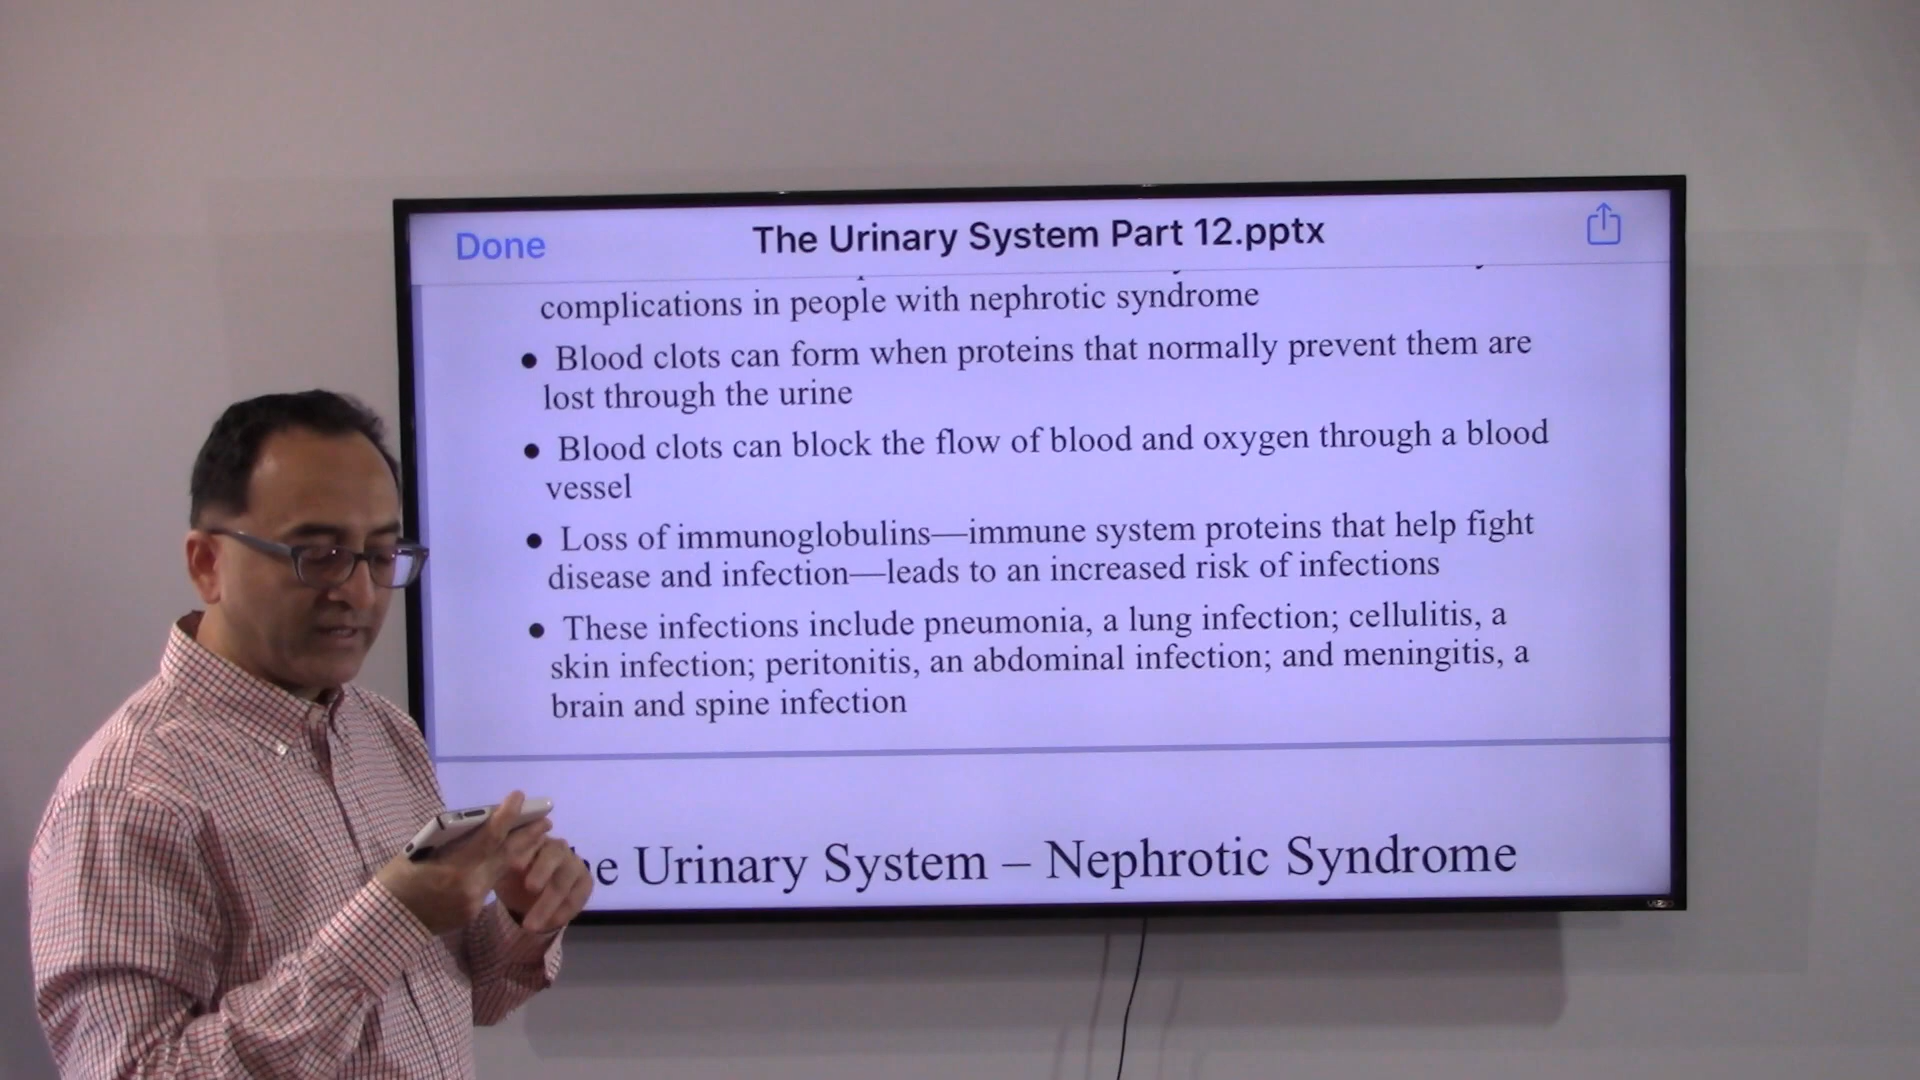 Done
The Urinary System Part 12.pptx
complications in people with nephrotic syndrome
● Blood clots can form when proteins that normally prevent them are
lost through the urine
● Blood clots can block the flow of blood and oxygen through a blood
vessel
● Loss of immunoglobulins—immune system proteins that help fight
disease and infection—leads to an increased risk of infections
● These infections include pneumonia, a lung infection; cellulitis, a
skin infection; peritonitis, an abdominal infection; and meningitis, a
brain and spine infection
he Urinary System – Nephrotic Syndrome
VIZIO